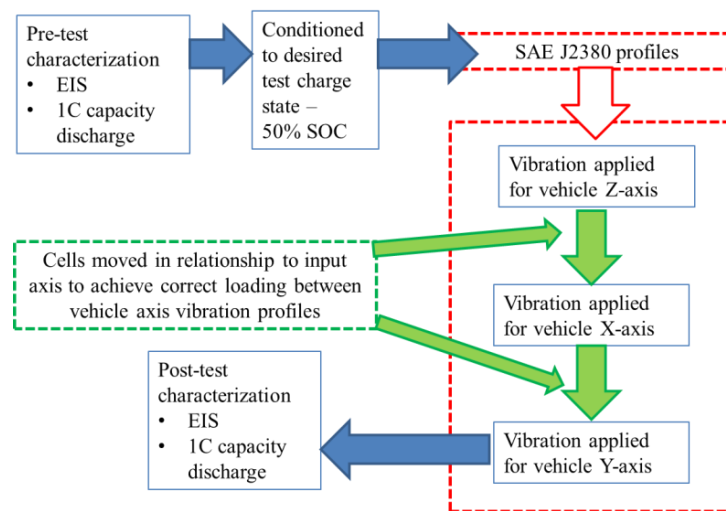 Pre-test
characterization
• EIS
• 1C capacity
discharge
Conditioned
to desired
test charge
state –
50% SOC
SAE J2380 profiles
Vibration applied
for vehicle Z-axis
Cells moved in relationship to input
axis to achieve correct loading between
vehicle axis vibration profiles
Vibration applied
for vehicle X-axis
Vibration applied
for vehicle Y-axis
Post-test
characterization
• EIS
• 1C capacity
discharge